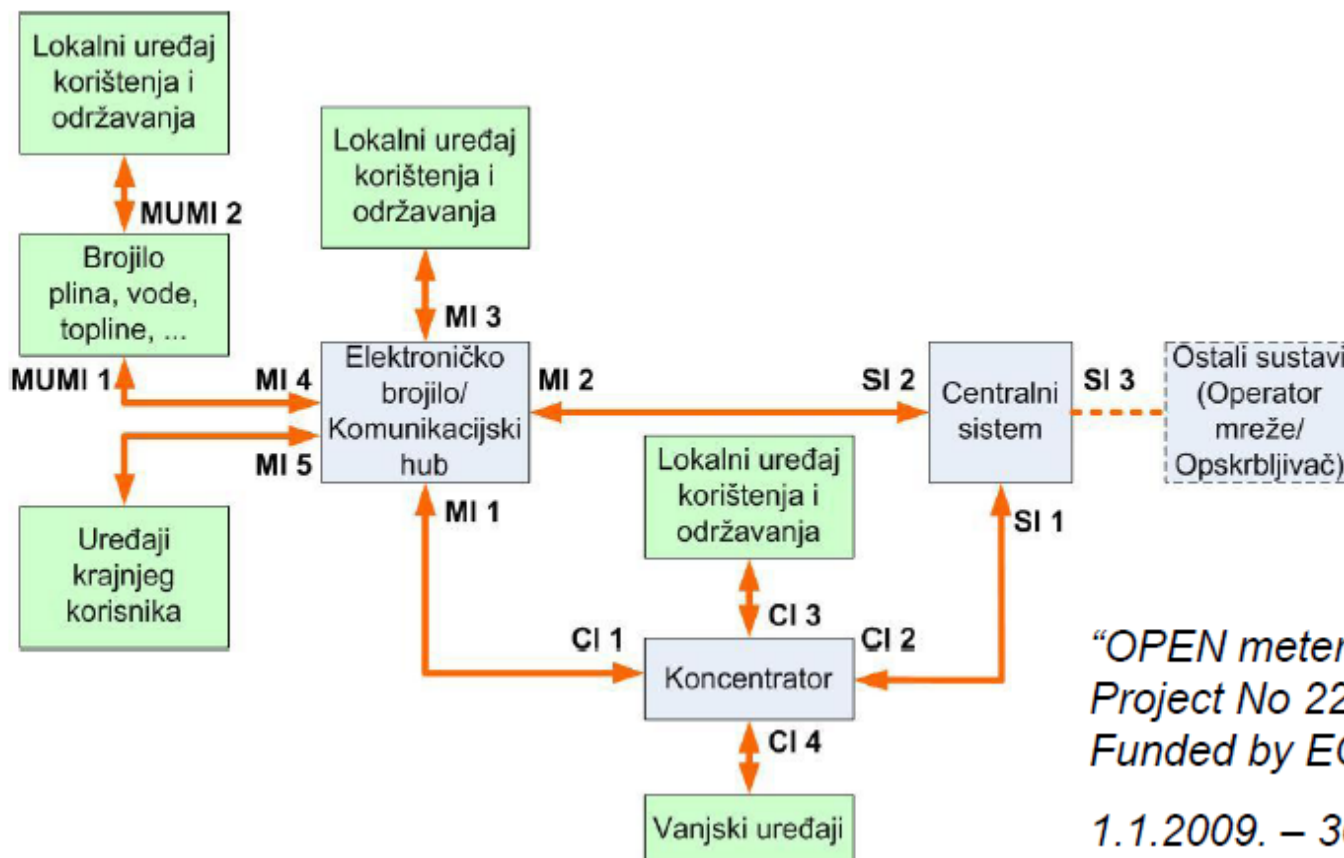 Lokalni uređaj
korištenja i
održavanja
MUMI 2
Brojilo
plina, vode,
topline, ...
MUMI 1
Lokalni uređaj
korištenja i
održavanja
MI 3
MI 4
Elektroničko
brojilo/
Komunikacijski
hub
MI 2
SI 2
Centralni
sistem
SI 3
Ostali sustavi
(Operator
mreže/
Opskrbljivač)
MI 5
MI 1
Uređaji
krajnjeg
korisnika
Lokalni uređaj
korištenja i
održavanja
SI 1
CI 3
CI 1
CI 2
Koncentrator
CI 4
Vanjski uređaji
“OPEN meter
Project No 22
Funded by
1.1.2009. –